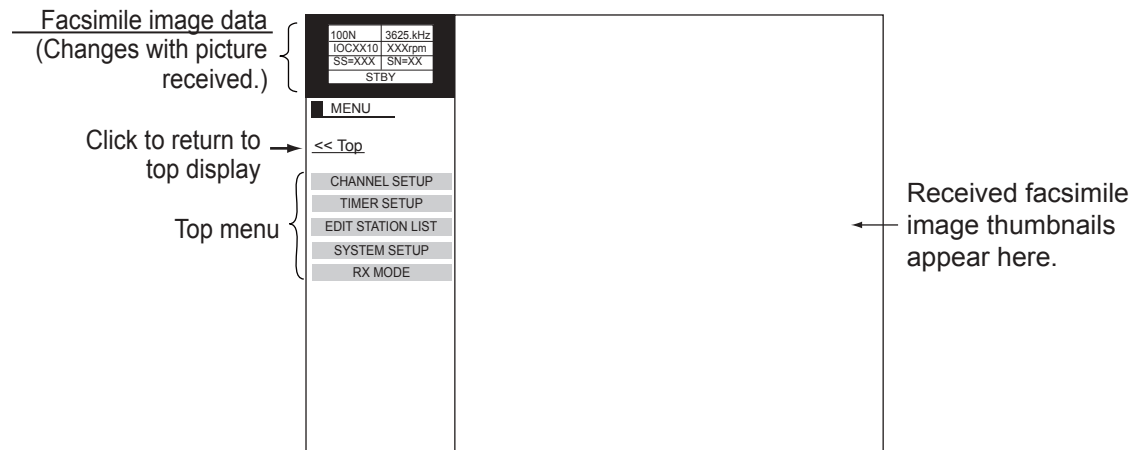 Facsimile image data
(Changes with picture
received.)
100N 3625.kHz
IOCXX10 XXXrpm
SS=XXX SN=XX
STBY
MENU
Click to return to
top display
<< Top
Top menu
CHANNEL SETUP
TIMER SETUP
EDIT STATION LIST
SYSTEM SETUP
RX MODE
Received facsimile
image thumbnails
appear here.